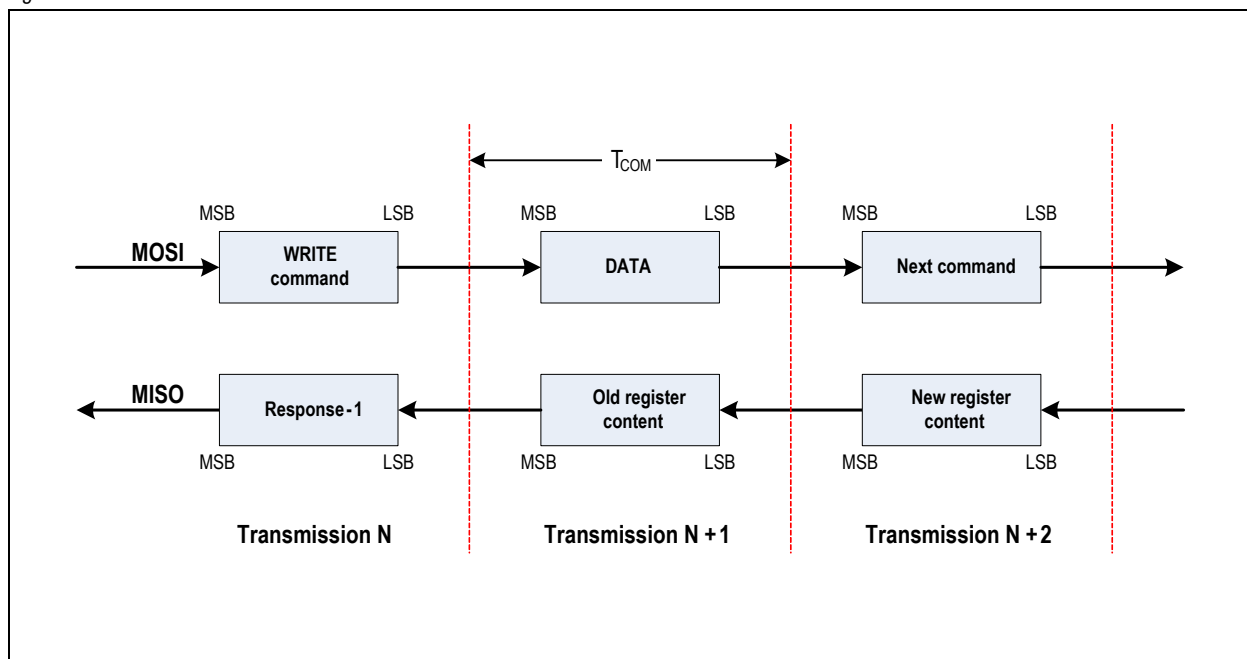 TCOM
MSB LSB MSB LSB MSB LSB
MOSI WRITE command DATA Next command
MISO Response-1 Old register content New register content
MSB LSB MSB LSB MSB LSB
Transmission N Transmission N+1 Transmission N+2